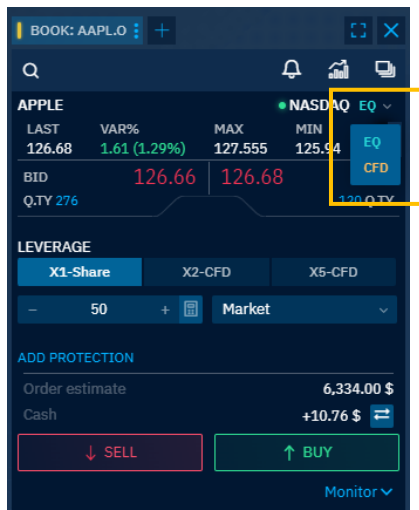 BOOK: AAPL.O
APPLE NASDAQ EQ
LAST VAR% MAX MIN
126.68 1.61 (1.29%) 127.555 125.94
EQ
CFD
BID 126.66 126.68
Q.TY 276 120 Q.TY
LEVERAGE
X1-Share X2-CFD X5-CFD
− 50 + Market
ADD PROTECTION
Order estimate 6,334.00 $
Cash +10.76 $
↓ SELL ↑ BUY
Monitor